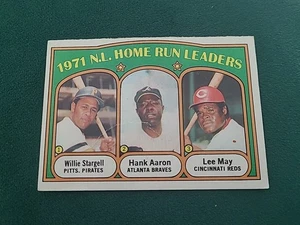 1971 N.L. HOME RUN LEADERS
1 2 3
Willie Stargell Hank Aaron Lee May
PITTS. PIRATES ATLANTA BRAVES CINCINNATI REDS